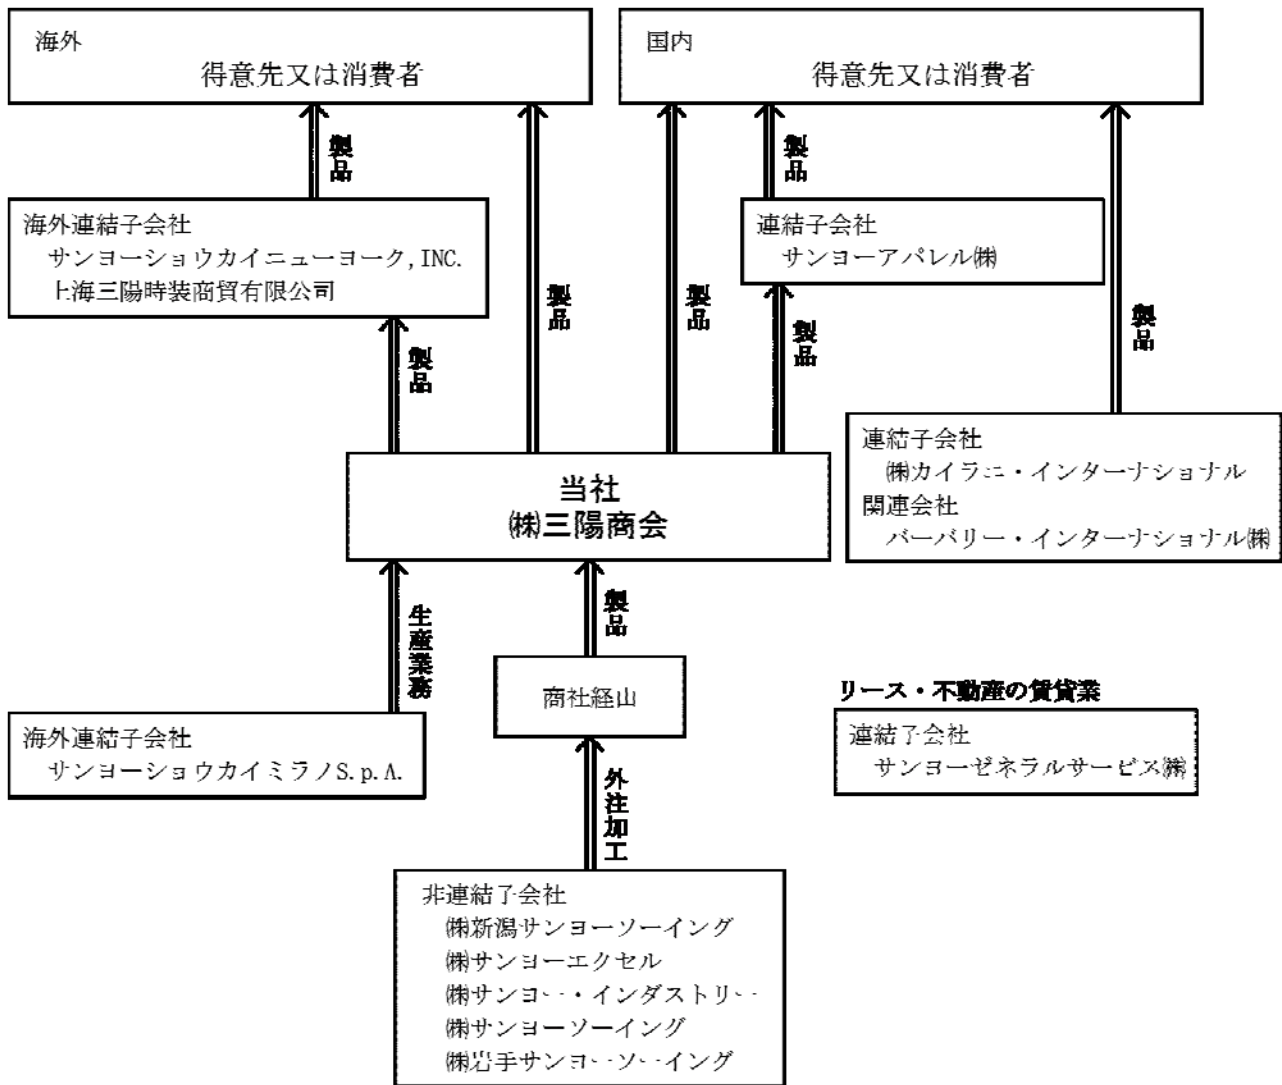 海外
得意先又は消費者
国内
得意先又は消費者
製品
製品
海外連結子会社
サンヨーショウカイニューヨーク,INC.
上海三陽時装商貿有限公司
連結子会社
サンヨーアパレル㈱
製品
製品
製品
製品
製品
連結子会社
㈱カイラニ・インターナショナル
関連会社
バーバリー・インターナショナル㈱
当社
㈱三陽商会
生産業務
製品
商社経由
リース・不動産の賃貸業
海外連結子会社
サンヨーショウカイミラノS.p.A.
連結子会社
サンヨーゼネラルサービス㈱
外注加工
非連結子会社
㈱新潟サンヨーソーイング
㈱サンヨーエクセル
㈱サンヨー・インダストリー
㈱サンヨーソーイング
㈱岩手サンヨーソーイング